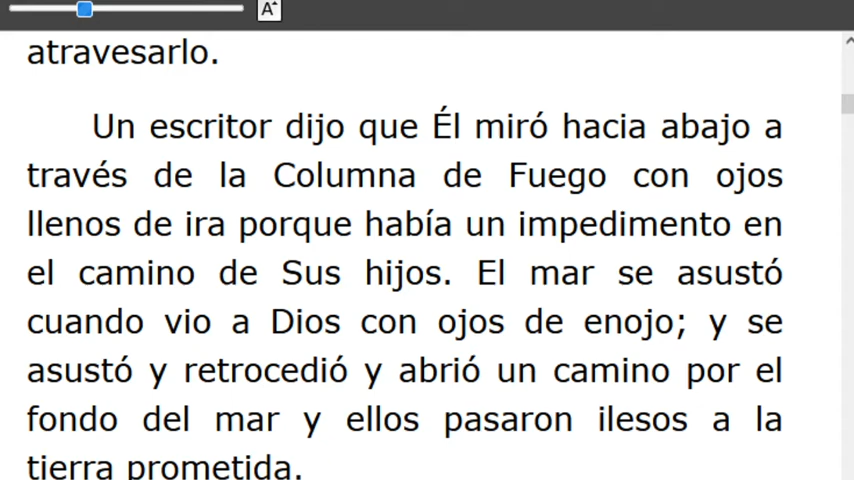 A
atravesarlo.
Un escritor dijo que Él miró hacia abajo a
través de la Columna de Fuego con ojos
llenos de ira porque había un impedimento en
el camino de Sus hijos. El mar se asustó
cuando vio a Dios con ojos de enojo; y se
asustó y retrocedió y abrió un camino por el
fondo del mar y ellos pasaron ilesos a la
tierra prometida.